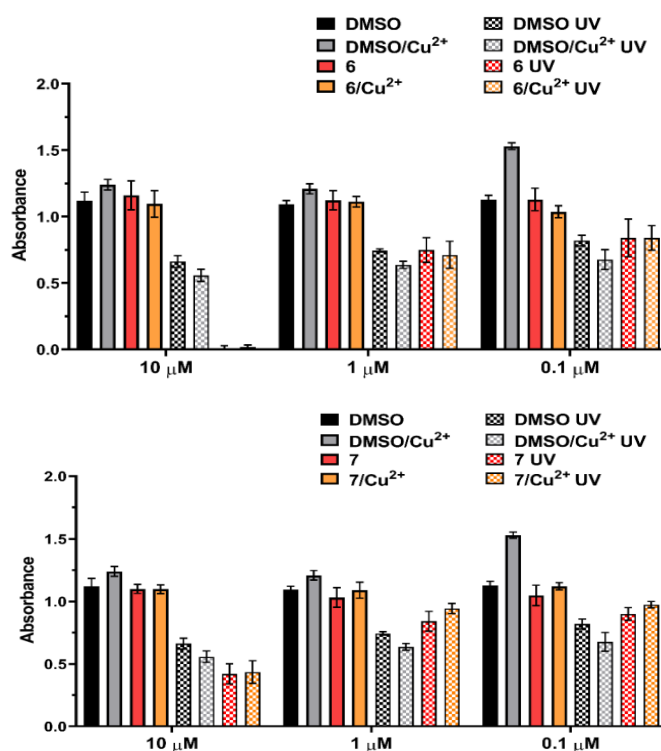 DMSO DMSO UV
DMSO/Cu²⁺ DMSO/Cu²⁺ UV
6 6 UV
6/Cu²⁺ 6/Cu²⁺ UV
2.0
1.5
1.0
0.5
0.0
Absorbance
10 μM 1 μM 0.1 μM
DMSO DMSO UV
DMSO/Cu²⁺ DMSO/Cu²⁺ UV
7 7 UV
7/Cu²⁺ 7/Cu²⁺ UV
2.0
1.5
1.0
0.5
0.0
Absorbance
10 μM 1 μM 0.1 μM